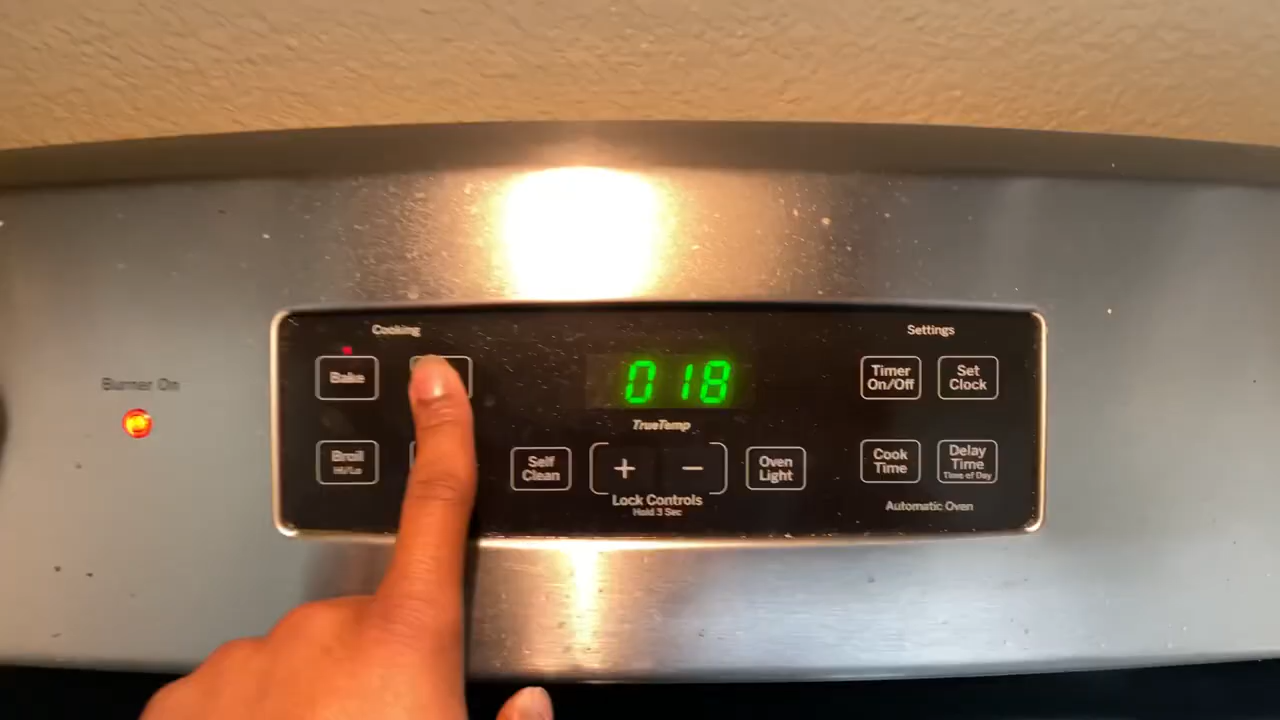 Cooking
Settings
Burner On
Bake
018
Timer
On/Off
Set
Clock
TrueTemp
Broil
Hi/Lo
Self
Clean
+
−
Oven
Light
Cook
Time
Delay
Time
Time of Day
Lock Controls
Hold 3 Sec
Automatic Oven